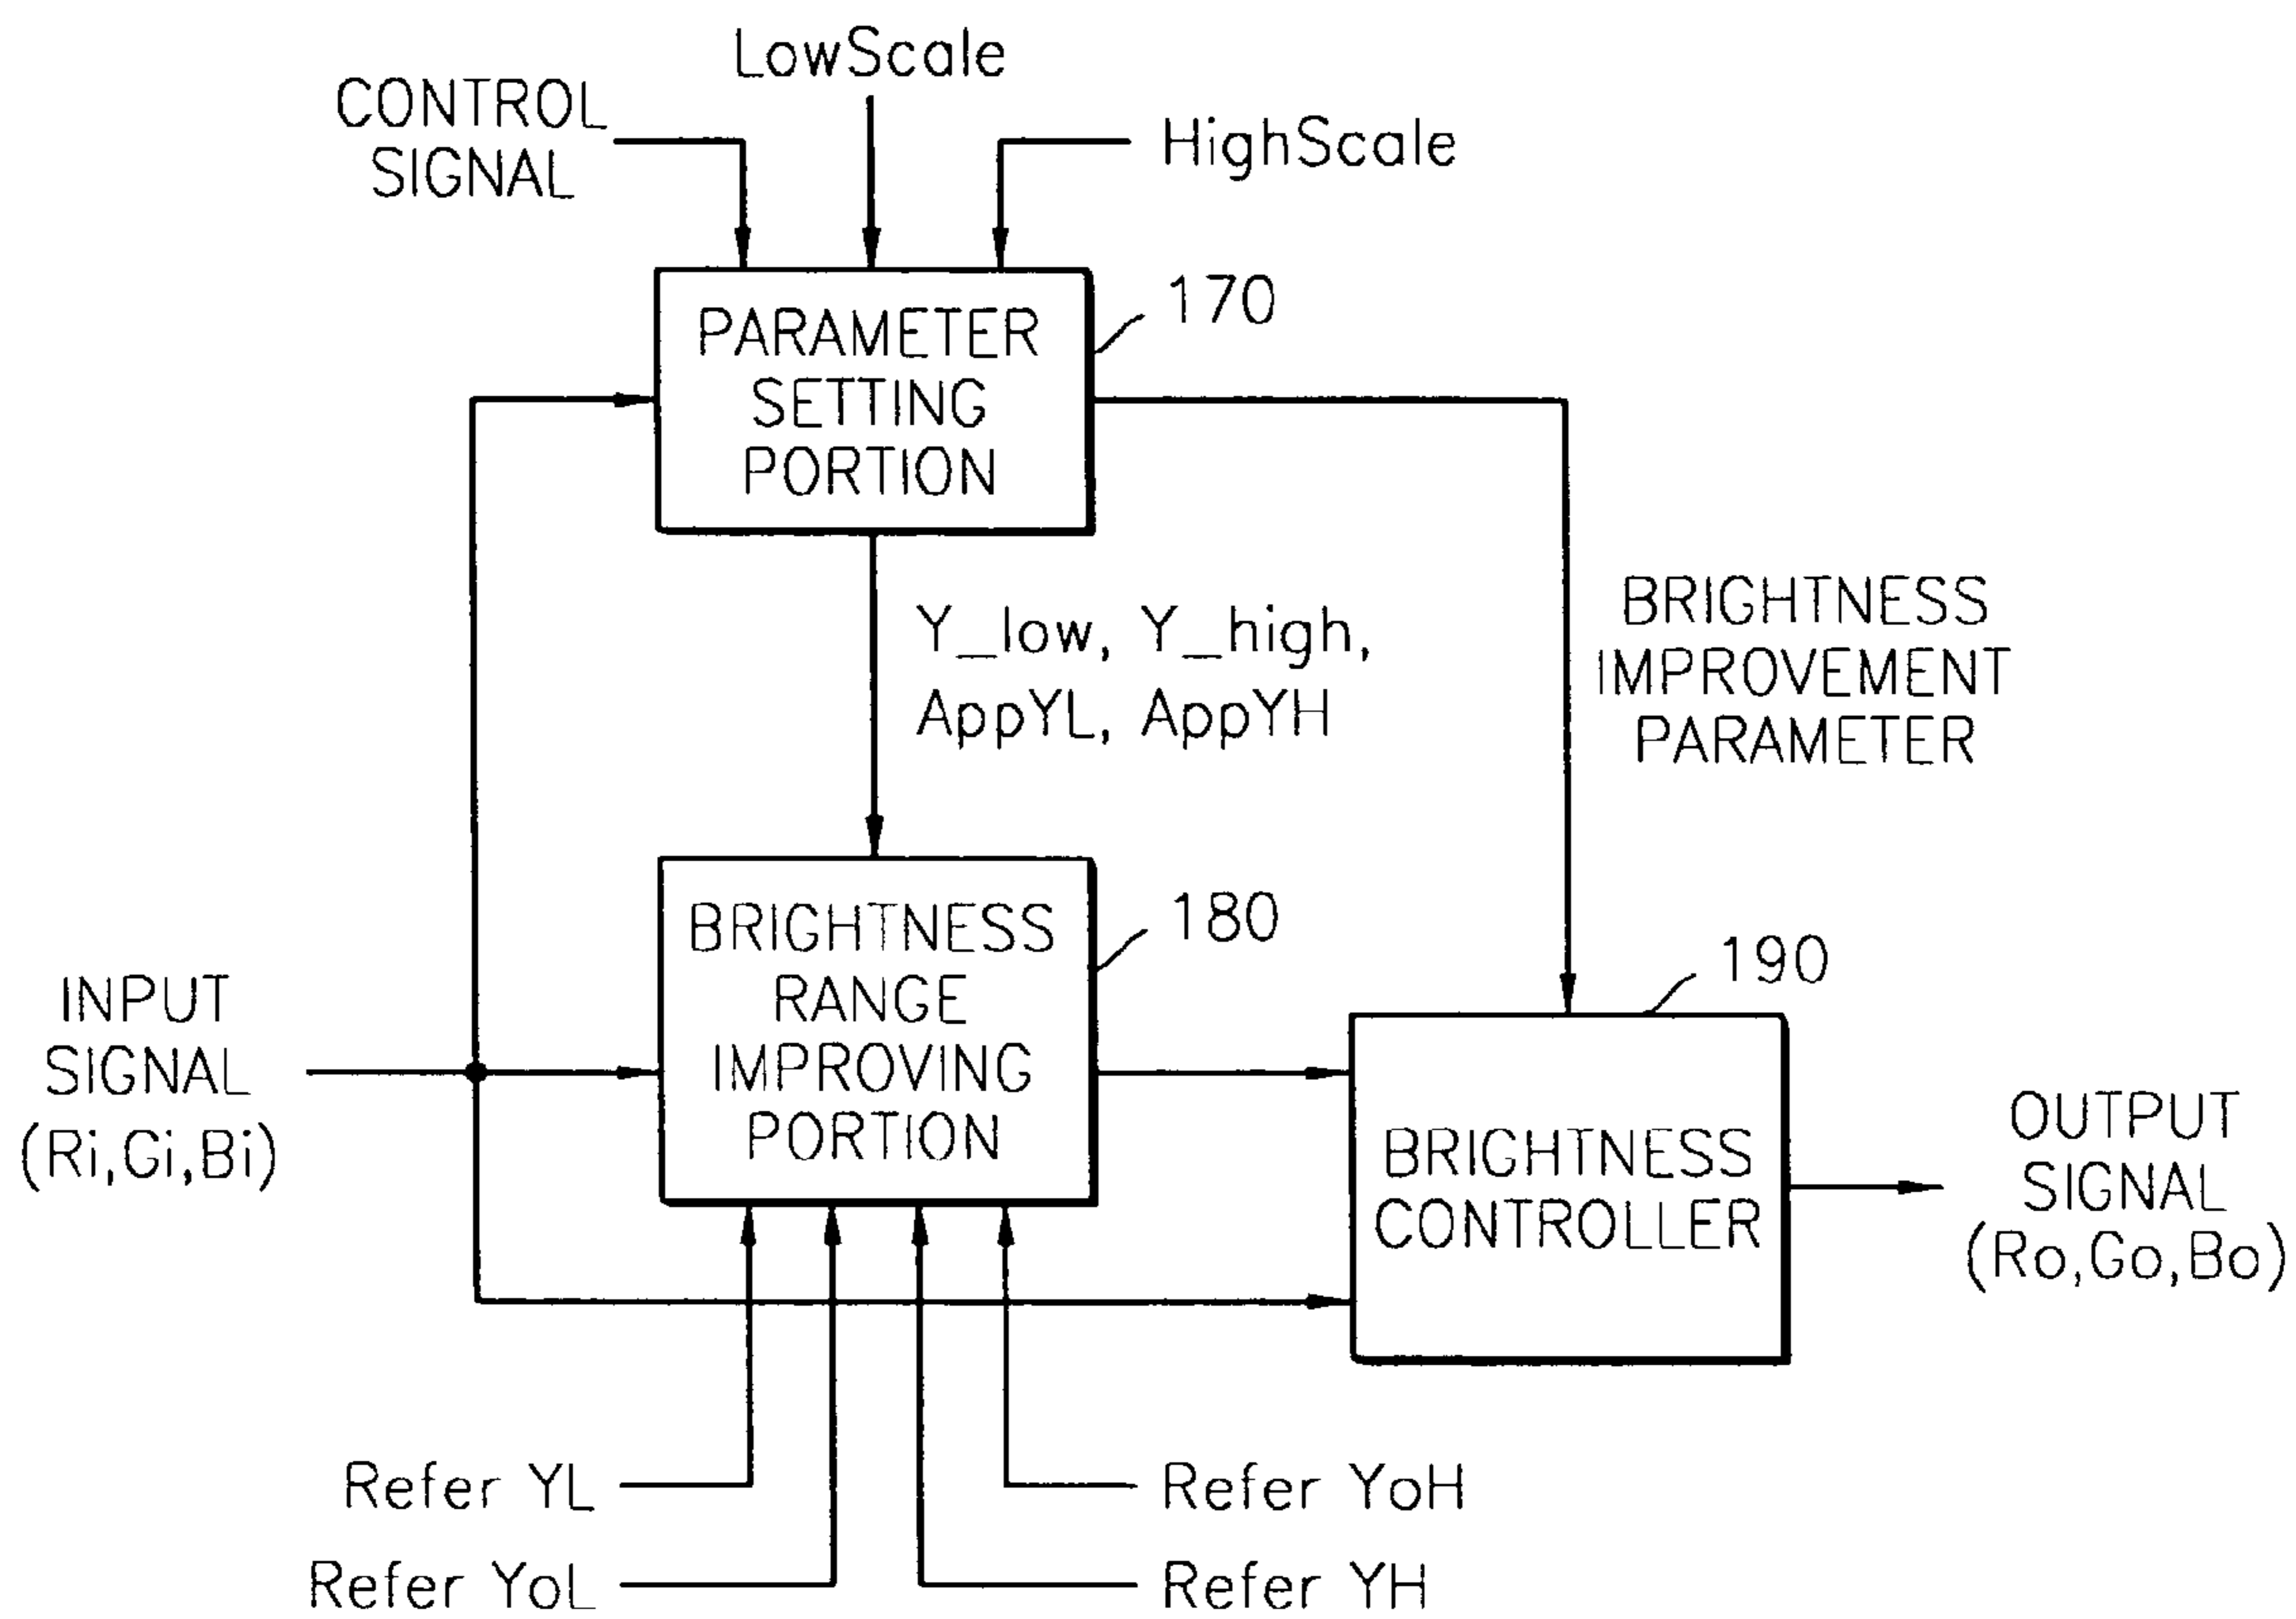 LowScale
CONTROL
SIGNAL
HighScale
170
PARAMETER
SETTING
PORTION
Y_low, Y_high,
AppYL, AppYH
BRIGHTNESS
IMPROVEMENT
PARAMETER
180
BRIGHTNESS
RANGE
IMPROVING
PORTION
190
INPUT
SIGNAL
(Ri,Gi,Bi)
BRIGHTNESS
CONTROLLER
OUTPUT
SIGNAL
(Ro,Go,Bo)
Refer YL
Refer YoH
Refer YoL
Refer YH